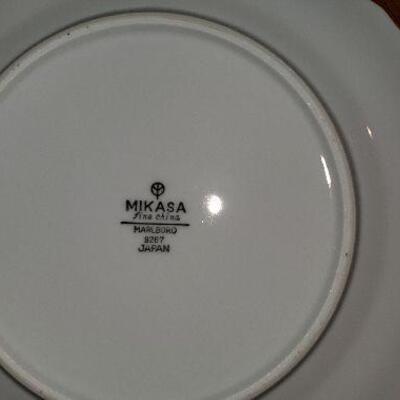 MIKASA
fine china
MARLBORO
9267
JAPAN